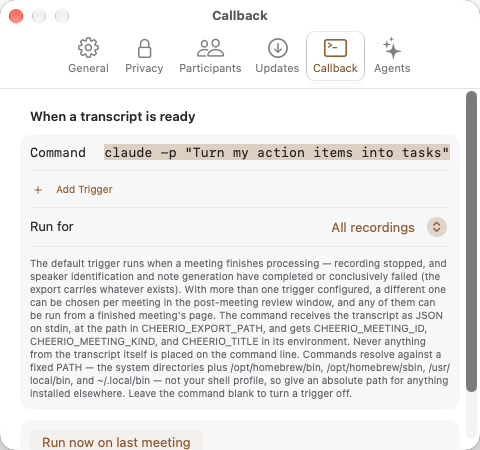 Callback
General
Privacy
Participants
Updates
Callback
Agents
When a transcript is ready
Command claude -p "Turn my action items into tasks"
+ Add Trigger
Run for All recordings
The default trigger runs when a meeting finishes processing — recording stopped, and
speaker identification and note generation have completed or conclusively failed (the
export carries whatever exists). With more than one trigger configured, a different one
can be chosen per meeting in the post-meeting review window, and any of them can
be run from a finished meeting's page. The command receives the transcript as JSON
on stdin, at the path in CHEERIO_EXPORT_PATH, and gets CHEERIO_MEETING_ID,
CHEERIO_MEETING_KIND, and CHEERIO_TITLE in its environment. Never anything
from the transcript itself is placed on the command line. Commands resolve against a
fixed PATH — the system directories plus /opt/homebrew/bin, /opt/homebrew/sbin, /usr/
local/bin, and ~/.local/bin — not your shell profile, so give an absolute path for anything
installed elsewhere. Leave the command blank to turn a trigger off.
Run now on last meeting